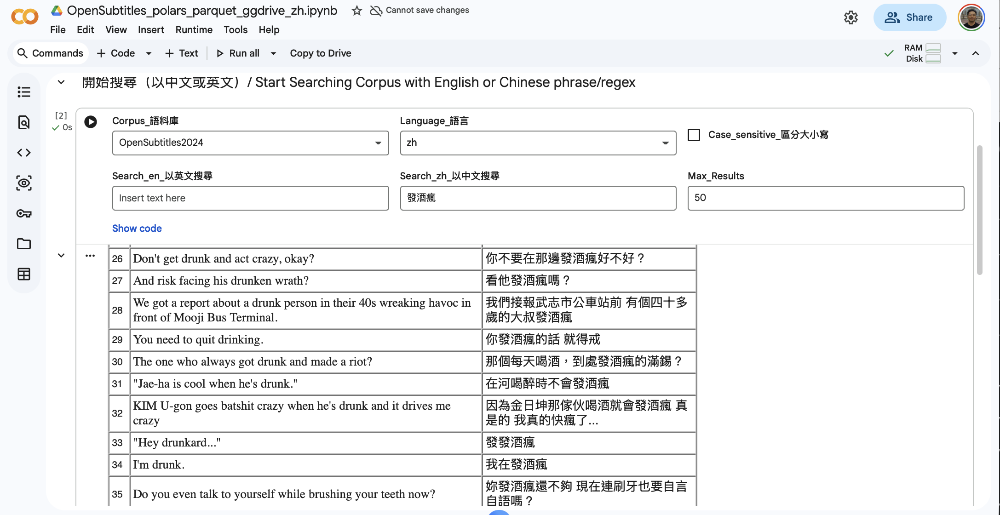 OpenSubtitles_polars_parquet_ggdrive_zh.ipynb
Cannot save changes
Share
File Edit View Insert Runtime Tools Help
Commands + Code + Text Run all Copy to Drive
RAM
Disk
開始搜尋（以中文或英文）/ Start Searching Corpus with English or Chinese phrase/regex
[2]
0s
Corpus_語料庫
OpenSubtitles2024
Language_語言
zh
Case_sensitive_區分大小寫
Search_en_以英文搜尋
Insert text here
Search_zh_以中文搜尋
發酒瘋
Max_Results
50
Show code
26 Don't get drunk and act crazy, okay? 你不要在那邊發酒瘋好不好？
27 And risk facing his drunken wrath? 看他發酒瘋嗎？
28 We got a report about a drunk person in their 40s wreaking havoc in
front of Mooji Bus Terminal.
我們接報武志市公車站前 有個四十多
歲的大叔發酒瘋
29 You need to quit drinking. 你發酒瘋的話 就得戒
30 The one who always got drunk and made a riot? 那個每天喝酒，到處發酒瘋的滿錫？
31 "Jae-ha is cool when he's drunk." 在河喝醉時不會發酒瘋
32 KIM U-gon goes batshit crazy when he's drunk and it drives me
crazy
因為金日坤那傢伙喝酒就會發酒瘋 真
是的 我真的快瘋了...
33 "Hey drunkard..." 發發酒瘋
34 I'm drunk. 我在發酒瘋
35 Do you even talk to yourself while brushing your teeth now?
妳發酒瘋還不夠 現在連刷牙也要自言
自語嗎？